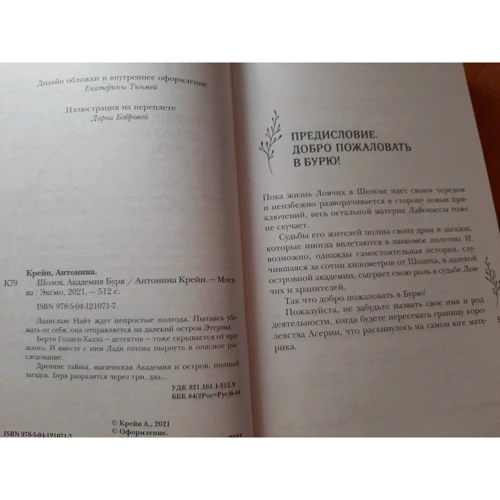 Дизайн обложки и внутреннее оформление
Екатерины Тинмей
Иллюстрация на переплете
Дарьи Бобровой
Крейн, Антонина.
К79 Шолох. Академия Буря / Антонина Крейн. — Моск-
ва : Эксмо, 2021. — 512 с.
ISBN 978-5-04-121071-7
Ладиславу Найт ждут непростые полгода. Пытаясь убе-
жать от себя, она отправляется на далекий остров Этерны.
Берти Голден-Халла – детектив – тоже скрывается от про-
шлого. И вместе с ним Лади готовы нырнуть в опасное рас-
следование.
Древние тайны, магическая Академия и остров, полный
загадок. Буря разразится через три, два...
УДК 821.161.1-312.9
ББК 84(2Рос=Рус)6-44
© Крейн А., 2021
© Оформление.
ISBN 978-5-04-121071-7
ПРЕДИСЛОВИЕ.
ДОБРО ПОЖАЛОВАТЬ
В БУРЮ!
Пока жизнь Ловчих в Шолохе идет своим чередом
и неизбежно разворачивается в сторону новых при-
ключений, весь остальной материк Лайонассы тоже
не скучает.
Судьбы его жителей полны своих драм и загадок,
которые иногда вплетаются в знакомое полотно. И,
возможно, однажды самостоятельная история, слу-
чившаяся за сотни километров от Шолоха, в далекой
островной академии, сыграет свою роль в судьбе Лов-
чих и хранителей.
Так что добро пожаловать в Бурю!
Пожалуйста, не забудьте назвать свое имя и род
деятельности, когда будете пересекать границу коро-
левства Асерин, что раскинулось на самом юге мате-
рика.